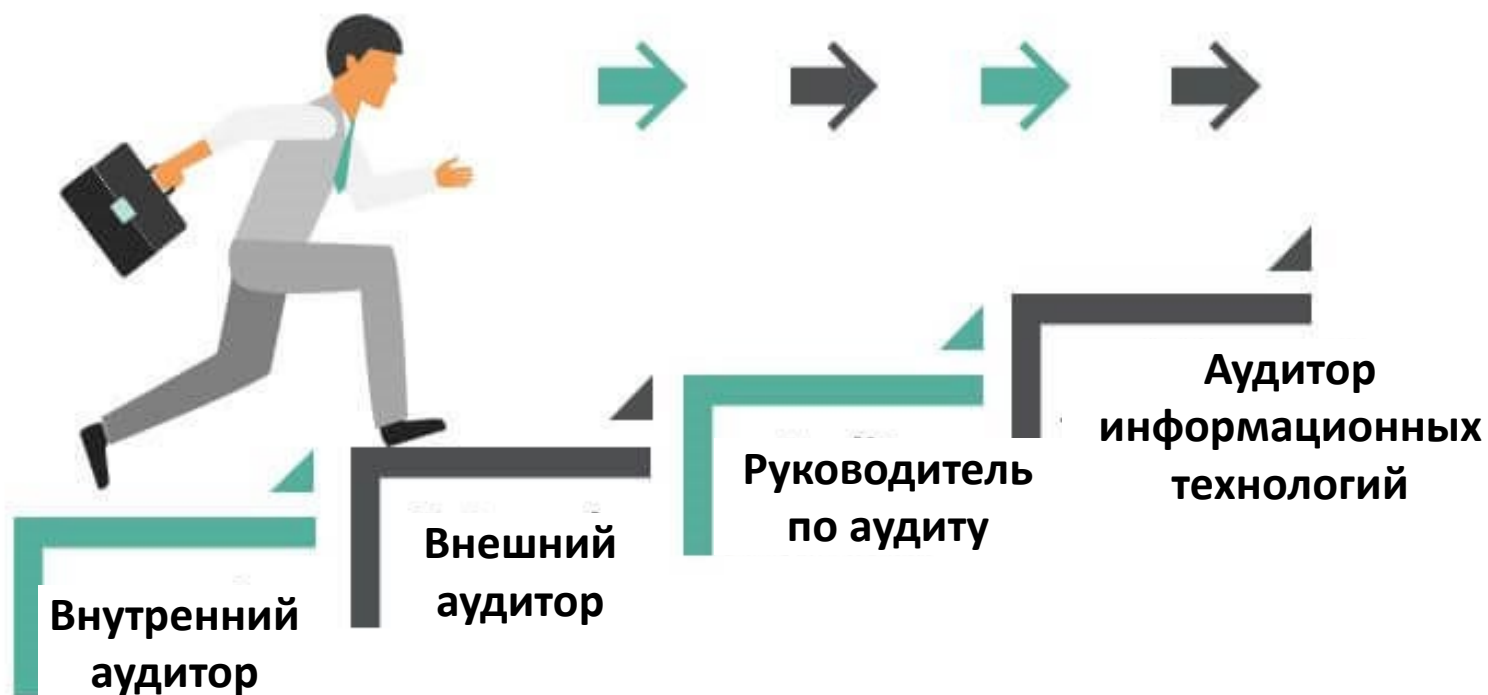 Внутренний
аудитор
Внешний
аудитор
Руководитель
по аудиту
Аудитор
информационных
технологий